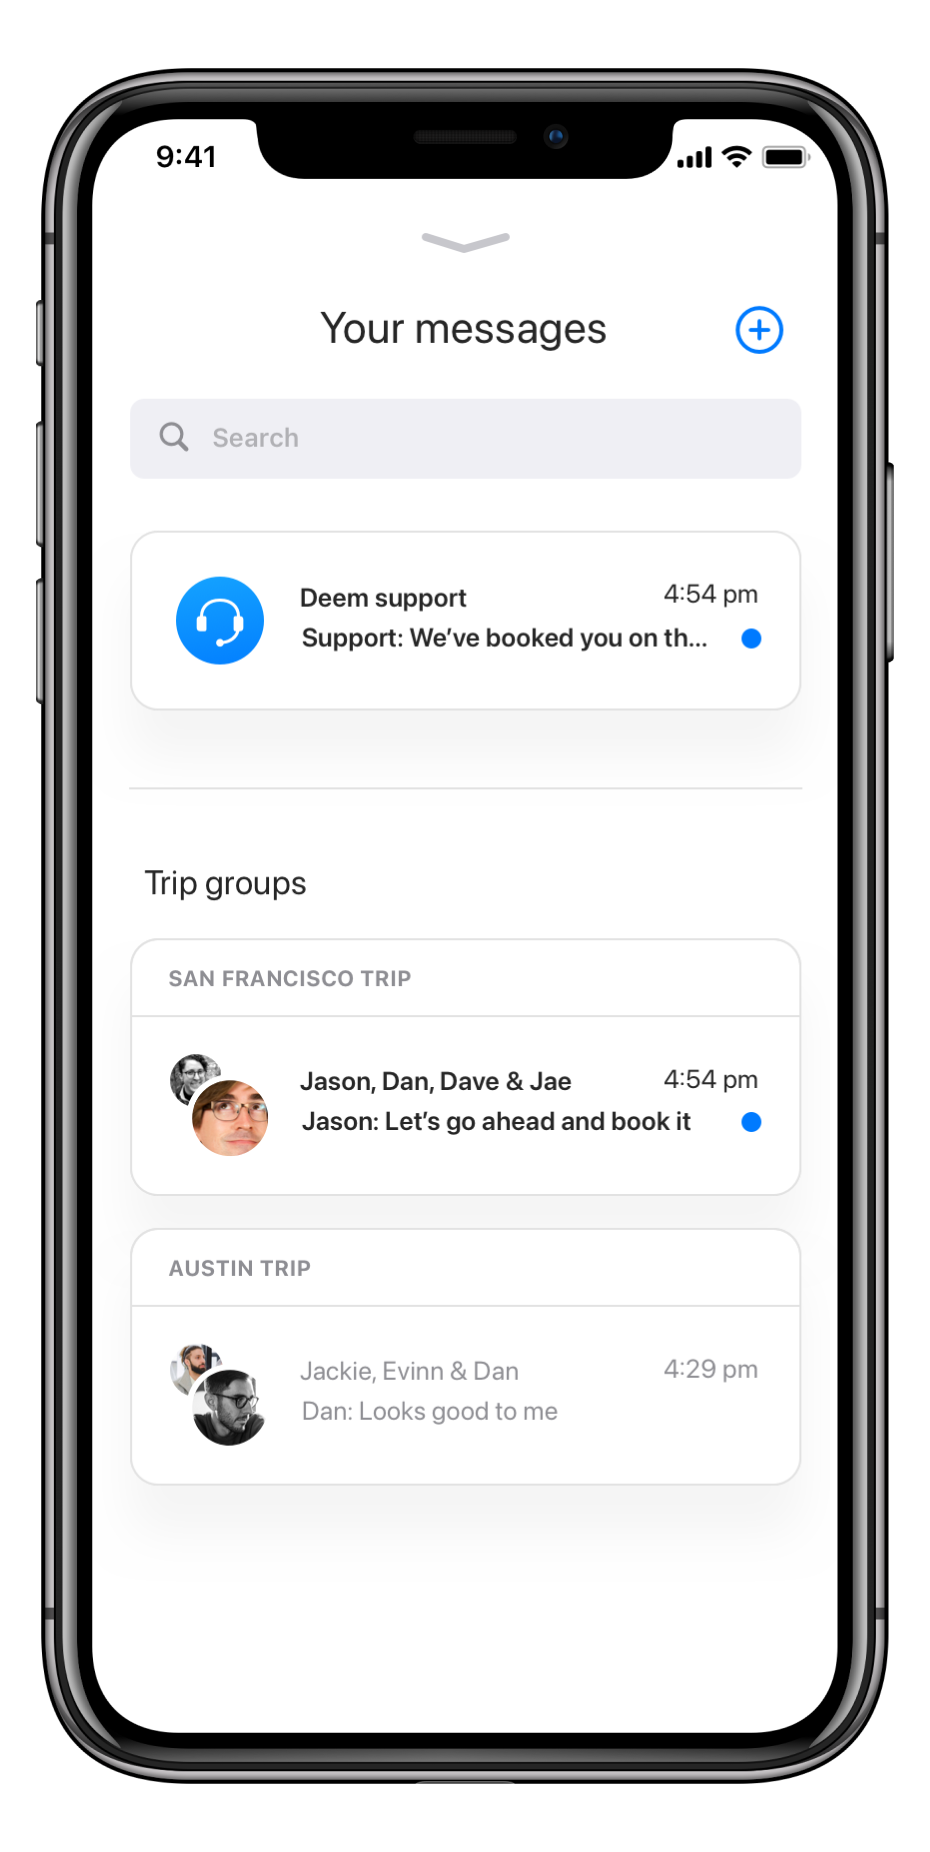 9:41
Your messages
Search
Deem support 4:54 pm
Support: We’ve booked you on th...
Trip groups
SAN FRANCISCO TRIP
Jason, Dan, Dave & Jae 4:54 pm
Jason: Let’s go ahead and book it
AUSTIN TRIP
Jackie, Evinn & Dan 4:29 pm
Dan: Looks good to me